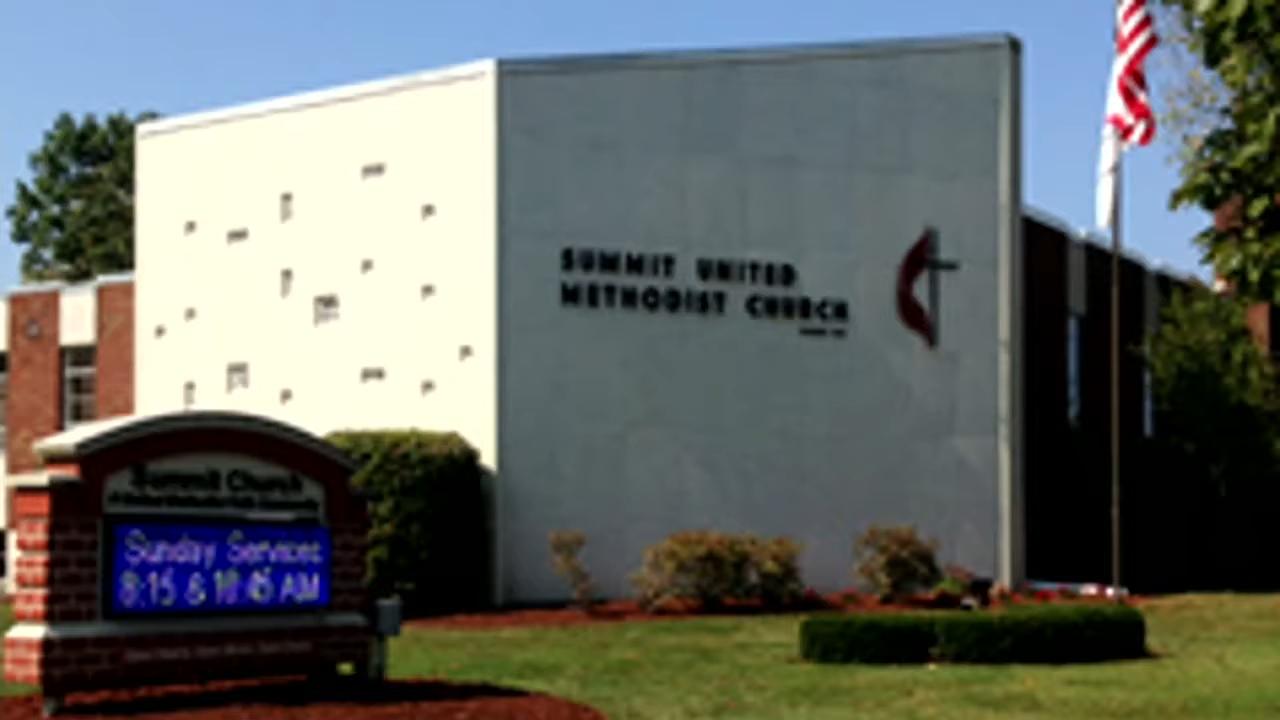 SUMMIT UNITED
METHODIST CHURCH
Summit Church
Sunday Services
8:15 & 10:45 AM